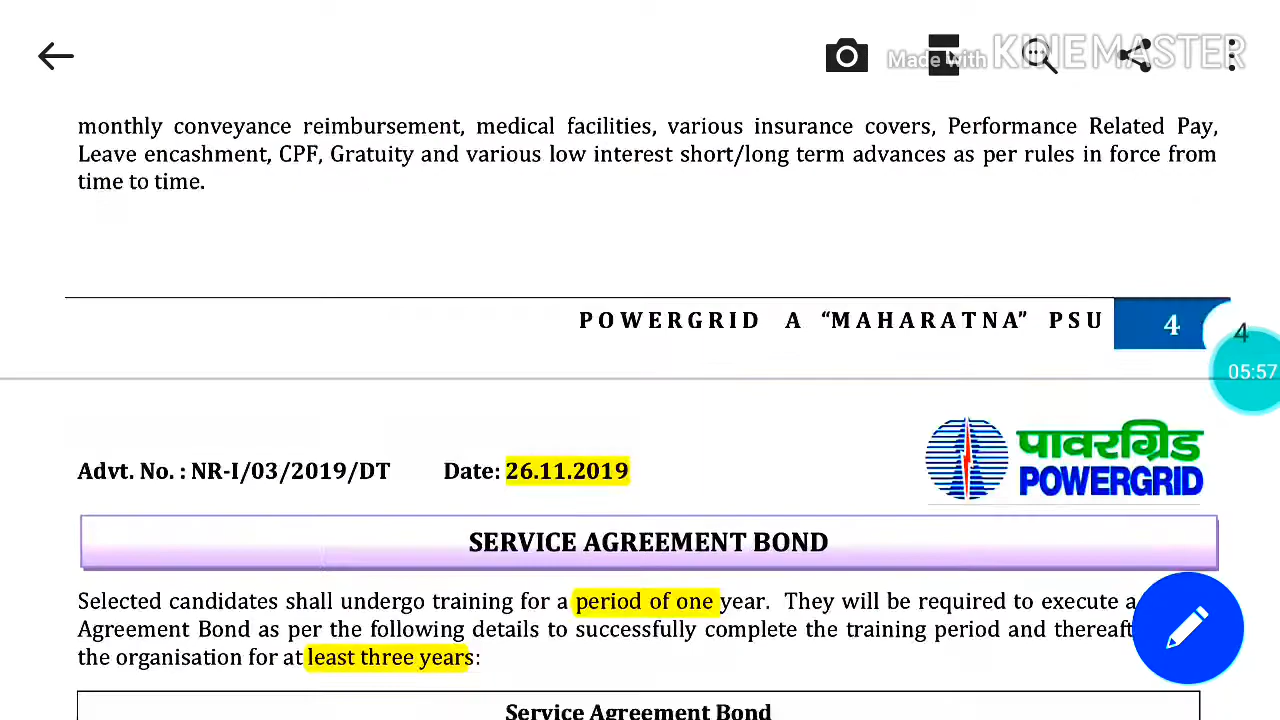 Made with KINEMASTER
monthly conveyance reimbursement, medical facilities, various insurance covers, Performance Related Pay,
Leave encashment, CPF, Gratuity and various low interest short/long term advances as per rules in force from
time to time.
POWERGRID A “MAHARATNA” PSU 4
4
05:57
Advt. No. : NR-I/03/2019/DT Date: 26.11.2019
पावरग्रिड
POWERGRID
SERVICE AGREEMENT BOND
Selected candidates shall undergo training for a period of one year. They will be required to execute a
Agreement Bond as per the following details to successfully complete the training period and
the organisation for at least three years:
Service Agreement Bond